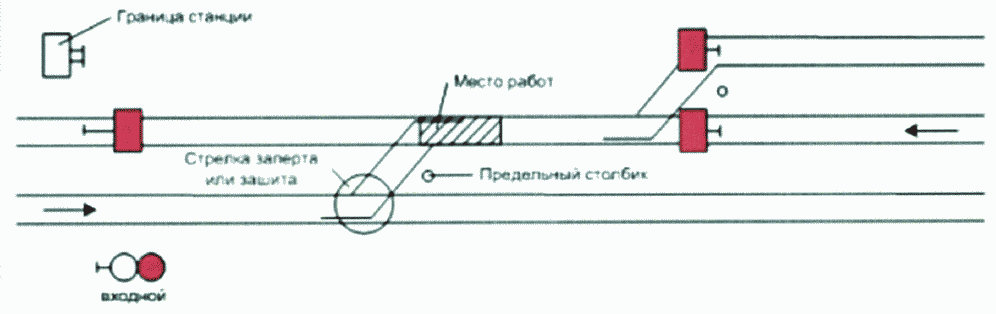 Граница станции
Место работ
Стрелка заперта
или зашита
Предельный столбик
входной